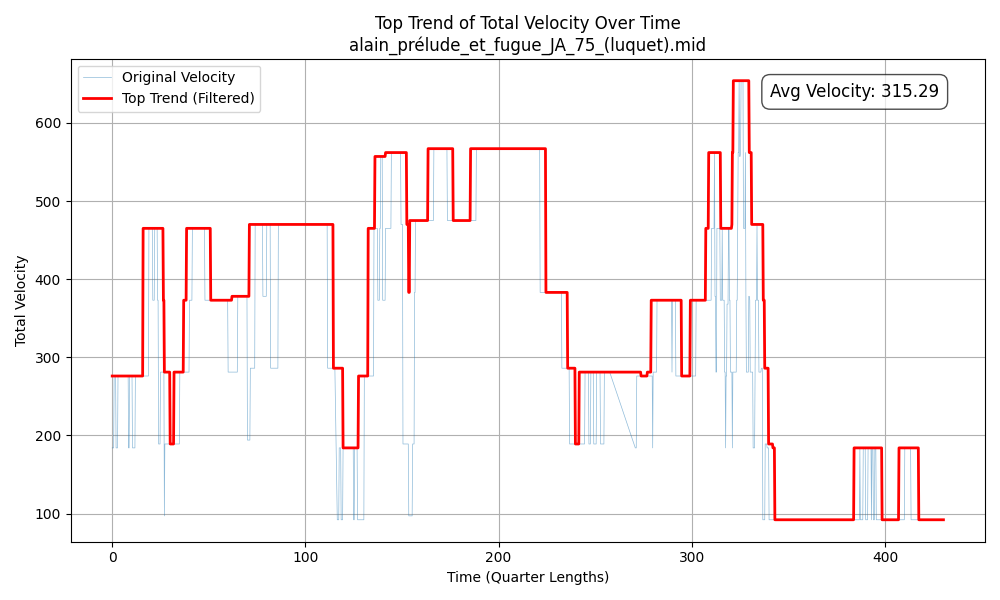 Top Trend of Total Velocity Over Time
alain_prélude_et_fugue_JA_75_(luquet).mid
Original Velocity
Top Trend (Filtered)
Avg Velocity: 315.29
Total Velocity
600
500
400
300
200
100
0
100
200
300
400
Time (Quarter Lengths)